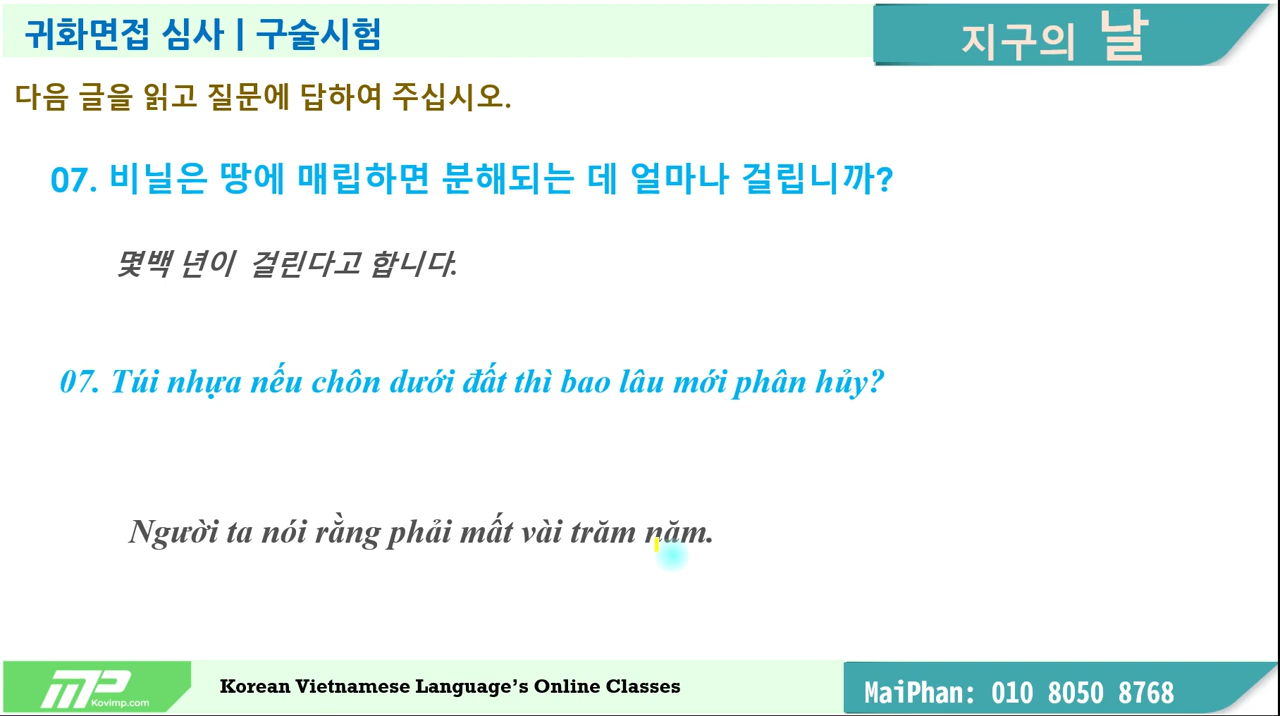 귀화면접 심사 | 구술시험
지구의 날
다음 글을 읽고 질문에 답하여 주십시오.
07. 비닐은 땅에 매립하면 분해되는 데 얼마나 걸립니까?
몇백 년이 걸린다고 합니다.
07. Túi nhựa nếu chôn dưới đất thì bao lâu mới phân hủy?
Người ta nói rằng phải mất vài trăm năm.
MP
Kovimp.com
Korean Vietnamese Language's Online Classes
MaiPhan: 010 8050 8768